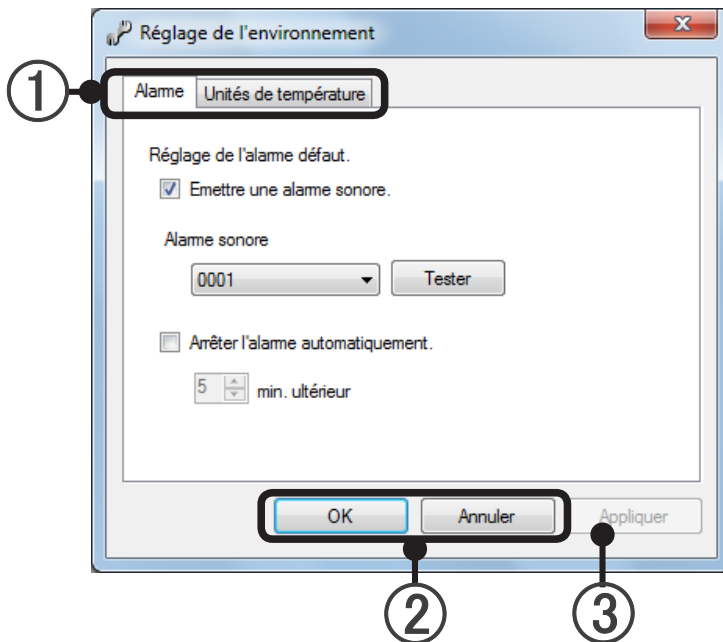 Réglage de l'environnement
x
① Alarme Unités de température
Réglage de l'alarme défaut.
Emettre une alarme sonore.
Alarme sonore
0001 Tester
Arrêter l'alarme automatiquement.
5 min. ultérieur
OK Annuler Appliquer
② ③